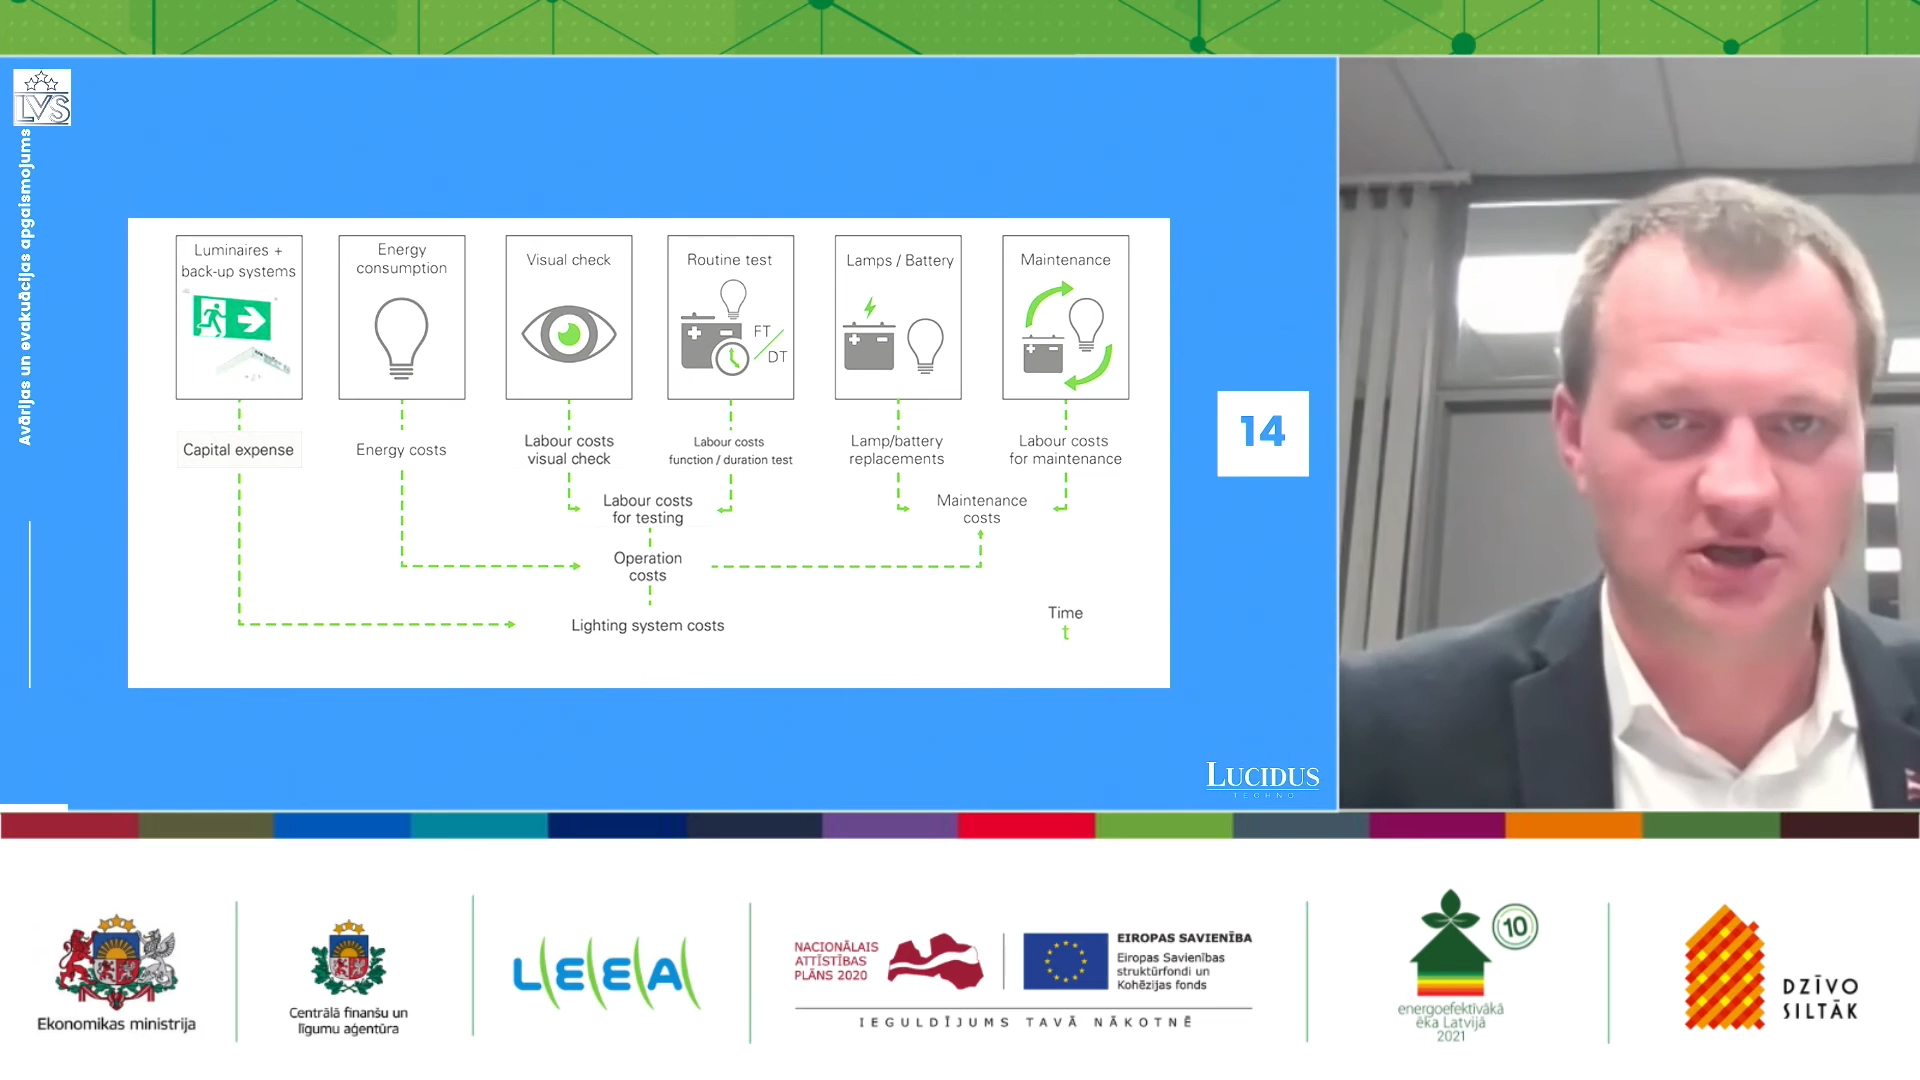 LVS
Avārijas un evakuācijas apgaismojums
Luminaires +
back-up systems
Energy
consumption
Visual check
Routine test
FT
DT
Lamps / Battery
Maintenance
Capital expense
Energy costs
Labour costs
visual check
Labour costs
function / duration test
Lamp/battery
replacements
Labour costs
for maintenance
Labour costs
for testing
Maintenance
costs
Operation
costs
Lighting system costs
Time
t
14
LUCIDUS
TECHNO
Ekonomikas ministrija
Centrālā finanšu un
līgumu aģentūra
LEEA
NACIONĀLAIS
ATTĪSTĪBAS
PLĀNS 2020
EIROPAS SAVIENĪBA
Eiropas Savienības
struktūrfondi un
Kohēzijas fonds
IEGULDĪJUMS TAVĀ NĀKOTNĒ
10
energoefektīvākā
ēka Latvijā
2021
DZĪVO
SILTĀK